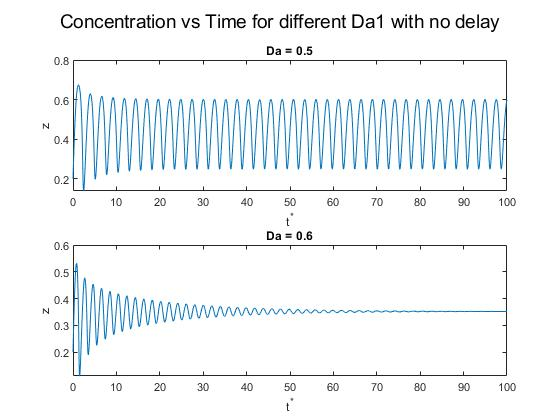 Concentration vs Time for different Da1 with no delay
Da = 0.5
0.8
0.6
0.4
0.2
z
0 10 20 30 40 50 60 70 80 90 100
t*
Da = 0.6
0.6
0.5
0.4
0.3
0.2
z
0 10 20 30 40 50 60 70 80 90 100
t*